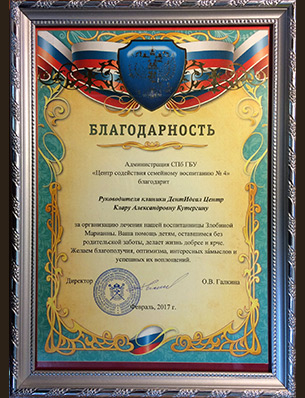 БЛАГОДАРНОСТЬ
Администрация СПб ГБУ
«Центр содействия семейному воспитанию № 4»
благодарит
Руководителя клиники ДентИдеал Центр
Клару Александровну Кутергину
за организацию лечения нашей воспитанницы Злобиной
Марианны. Ваша помощь детям, оставшимся без
родительской заботы, делает жизнь добрее и ярче.
Желаем благополучия, оптимизма, интересных замыслов и
успешных их воплощений.
Директор О.В. Галкина
Февраль, 2017 г.